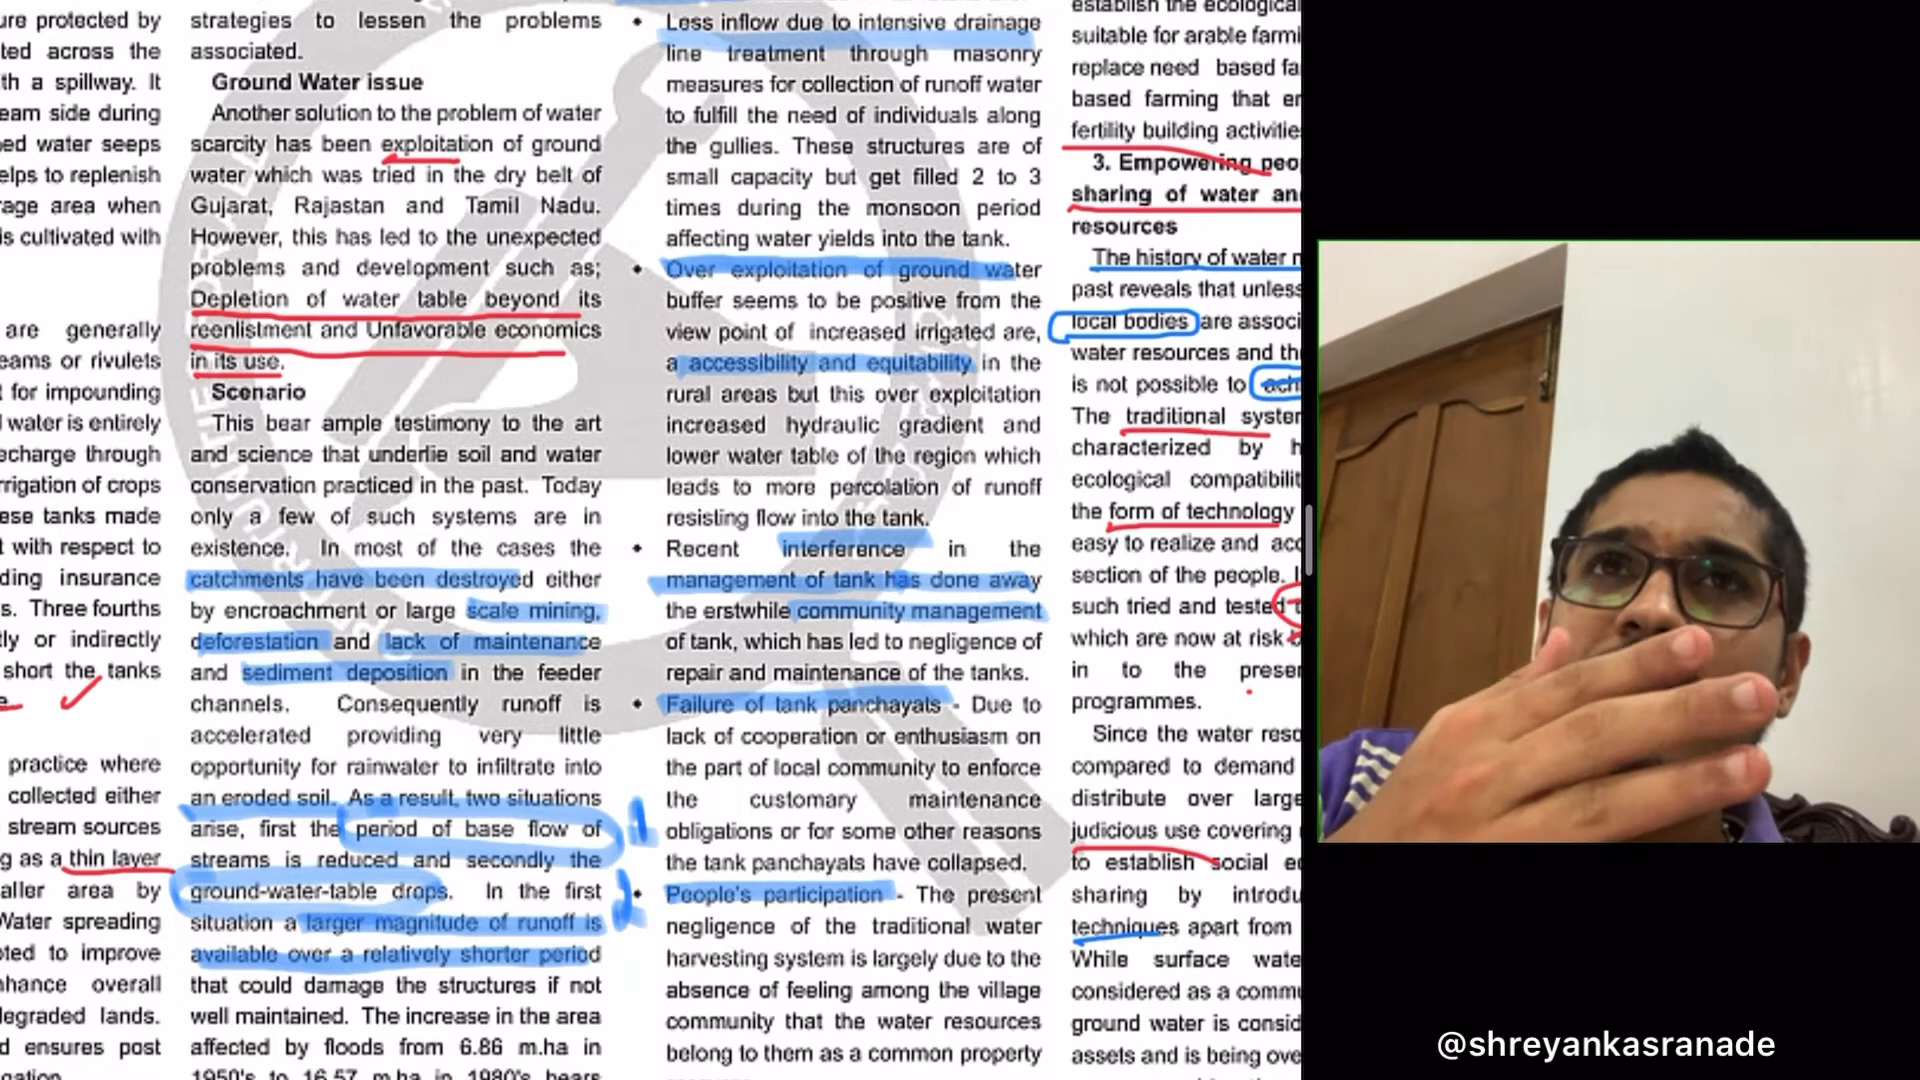 ure protected by
ted across the
th a spillway. It
eam side during
ed water seeps
elps to replenish
rage area when
is cultivated with
are generally
eams or rivulets
t for impounding
l water is entirely
echarge through
rrigation of crops
ese tanks made
t with respect to
ding insurance
s. Three fourths
tly or indirectly
short the tanks
e
practice where
collected either
stream sources
g as a thin layer
aller area by
Water spreading
oted to improve
nhance overall
degraded lands.
d ensures post
igation
strategies to lessen the problems
associated.
Ground Water issue
Another solution to the problem of water
scarcity has been exploitation of ground
water which was tried in the dry belt of
Gujarat, Rajastan and Tamil Nadu.
However, this has led to the unexpected
problems and development such as;
Depletion of water table beyond its
reenlistment and Unfavorable economics
in its use.
Scenario
This bear ample testimony to the art
and science that underlie soil and water
conservation practiced in the past. Today
only a few of such systems are in
existence. In most of the cases the
catchments have been destroyed either
by encroachment or large scale mining,
deforestation and lack of maintenance
and sediment deposition in the feeder
channels. Consequently runoff is
accelerated providing very little
opportunity for rainwater to infiltrate into
an eroded soil. As a result, two situations
arise, first the period of base flow of
streams is reduced and secondly the
ground-water-table drops. In the first
situation a larger magnitude of runoff is
available over a relatively shorter period
that could damage the structures if not
well maintained. The increase in the area
affected by floods from 6.86 m.ha in
1950's to 16.57 m.ha in 1980's bears
1
2
• Less inflow due to intensive drainage
line treatment through masonry
measures for collection of runoff water
to fulfill the need of individuals along
the gullies. These structures are of
small capacity but get filled 2 to 3
times during the monsoon period
affecting water yields into the tank.
• Over exploitation of ground water
buffer seems to be positive from the
view point of increased irrigated are,
a accessibility and equitability in the
rural areas but this over exploitation
increased hydraulic gradient and
lower water table of the region which
leads to more percolation of runoff
resisting flow into the tank.
• Recent interference in the
management of tank has done away
the erstwhile community management
of tank, which has led to negligence of
repair and maintenance of the tanks.
• Failure of tank panchayats - Due to
lack of cooperation or enthusiasm on
the part of local community to enforce
the customary maintenance
obligations or for some other reasons
the tank panchayats have collapsed.
• People's participation - The present
negligence of the traditional water
harvesting system is largely due to the
absence of feeling among the village
community that the water resources
belong to them as a common property
establish the ecological
suitable for arable farmi
replace need based fa
based farming that er
fertility building activitie
3. Empowering peo
sharing of water an
resources
The history of water r
past reveals that unless
local bodies are associ
water resources and th
is not possible to ach
The traditional syster
characterized by h
ecological compatibilit
the form of technology
easy to realize and acc
section of the people. I
such tried and tested t
which are now at risk b
in to the preser
programmes.
Since the water reso
compared to demand
distribute over large
judicious use covering
to establish social e
sharing by introdu
techniques apart from
While surface wate
considered as a commu
ground water is consid
assets and is being ove
@shreyankasranade